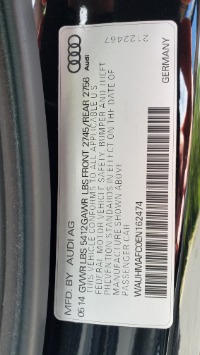 MFD. BY AUDI AG
05 14 GVWR LBS 5412 GAWR LBS FRONT 2745/REAR 2756
THIS VEHICLE CONFORMS TO ALL APPLICABLE U.S.
FEDERAL MOTOR VEHICLE SAFETY, BUMPER AND THEFT
PREVENTION STANDARDS IN EFFECT ON THE DATE OF
MANUFACTURE SHOWN ABOVE
PASSENGER CAR
WAUHMAFC0EN162474
GERMANY
Audi
2122467